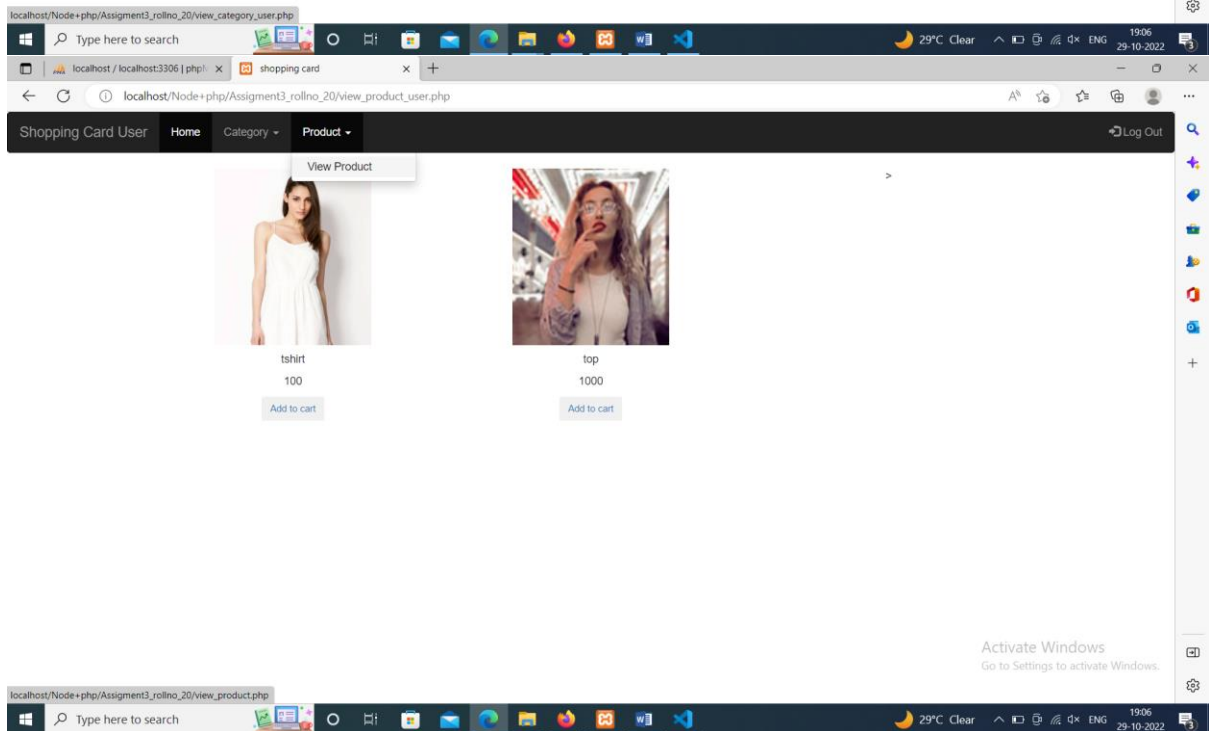 localhost/Node+php/Assigment3_rollno_20/view_category_user.php
Type here to search
29°C Clear
ENG
19:06
29-10-2022
3
localhost / localhost:3306 | php
shopping card
localhost/Node+php/Assigment3_rollno_20/view_product_user.php
Shopping Card User Home Category Product Log Out
View Product
>
tshirt top
100 1000
Add to cart Add to cart
Activate Windows
Go to Settings to activate Windows.
localhost/Node+php/Assigment3_rollno_20/view_product.php
Type here to search
29°C Clear
ENG
19:06
29-10-2022
3